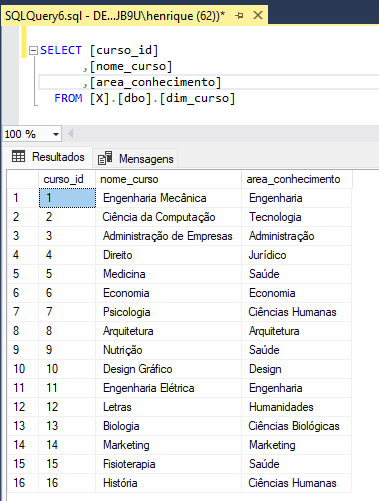 SQLQuery6.sql - DE...JB9U\henrique (62))*
SELECT [curso_id]
,[nome_curso]
,[area_conhecimento]
FROM [X].[dbo].[dim_curso]
100 %
Resultados Mensagens
curso_id nome_curso area_conhecimento
1 1 Engenharia Mecânica Engenharia
2 2 Ciência da Computação Tecnologia
3 3 Administração de Empresas Administração
4 4 Direito Jurídico
5 5 Medicina Saúde
6 6 Economia Economia
7 7 Psicologia Ciências Humanas
8 8 Arquitetura Arquitetura
9 9 Nutrição Saúde
10 10 Design Gráfico Design
11 11 Engenharia Elétrica Engenharia
12 12 Letras Humanidades
13 13 Biologia Ciências Biológicas
14 14 Marketing Marketing
15 15 Fisioterapia Saúde
16 16 História Ciências Humanas